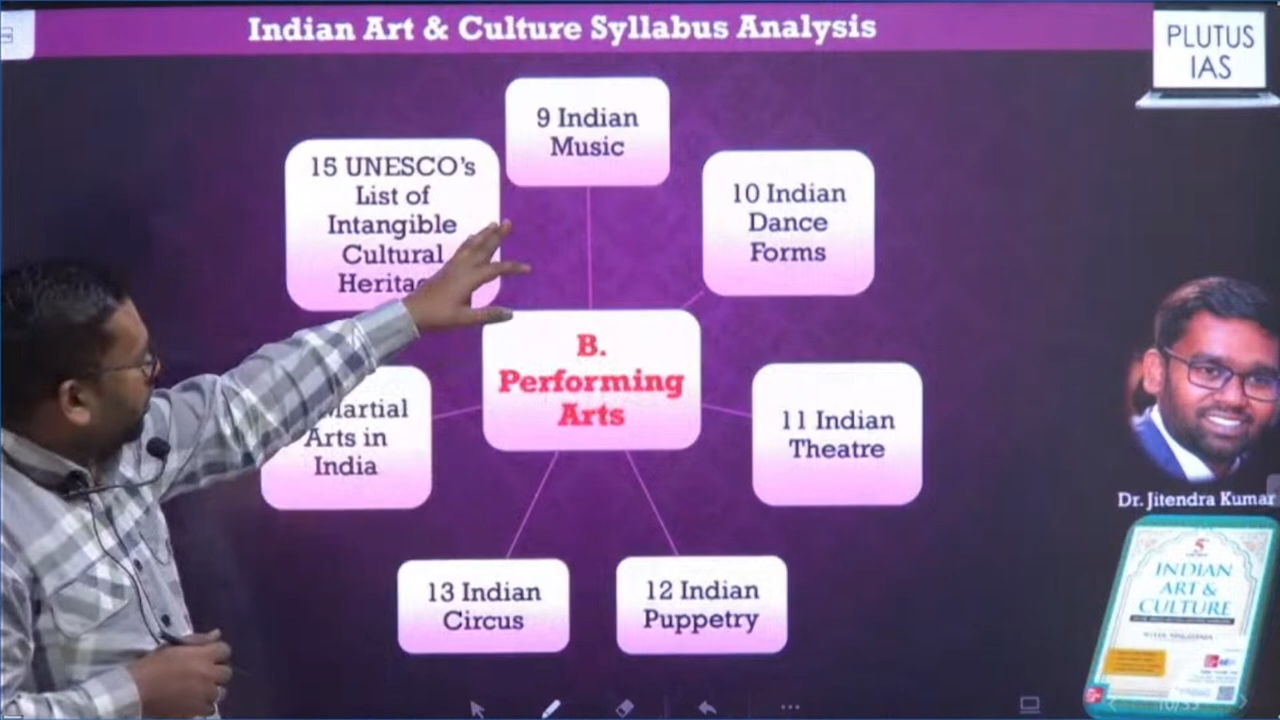 Indian Art & Culture Syllabus Analysis
PLUTUS
IAS
9 Indian
Music
15 UNESCO's
List of
Intangible
Cultural
10 Indian
Dance
Forms
B.
Performing
Arts
Martial
Arts in
India
11 Indian
Theatre
13 Indian
Circus
12 Indian
Puppetry
Dr. Jitendra Kumar
INDIAN
ART &
CULTURE